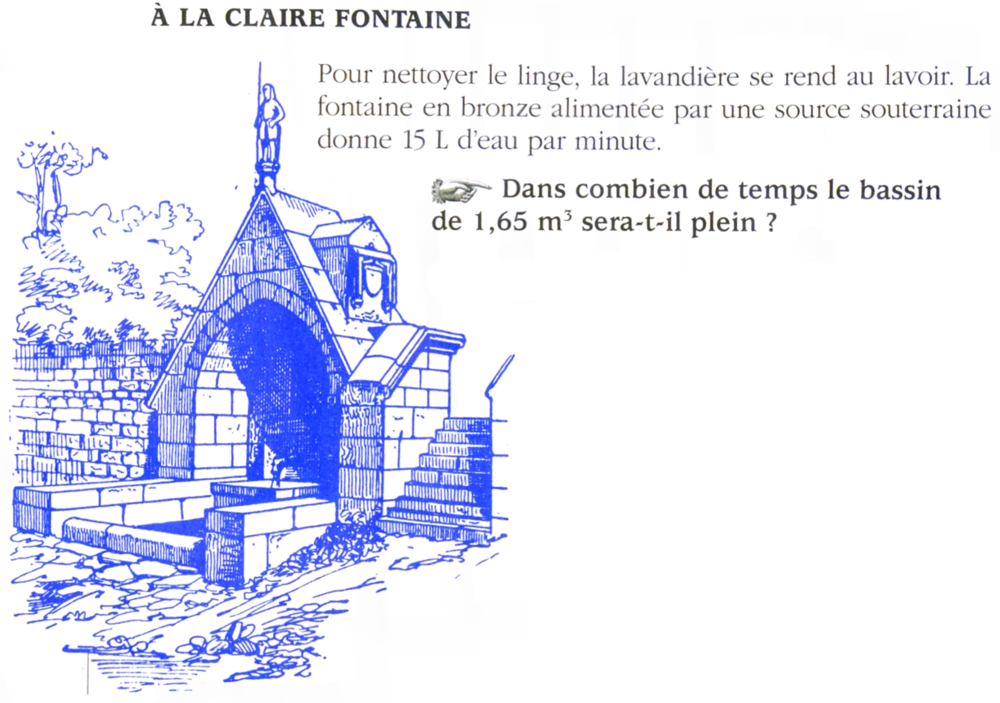 À LA CLAIRE FONTAINE
Pour nettoyer le linge, la lavandière se rend au lavoir. La
fontaine en bronze alimentée par une source souterraine
donne 15 L d'eau par minute.
Dans combien de temps le bassin
de 1,65 m³ sera-t-il plein ?